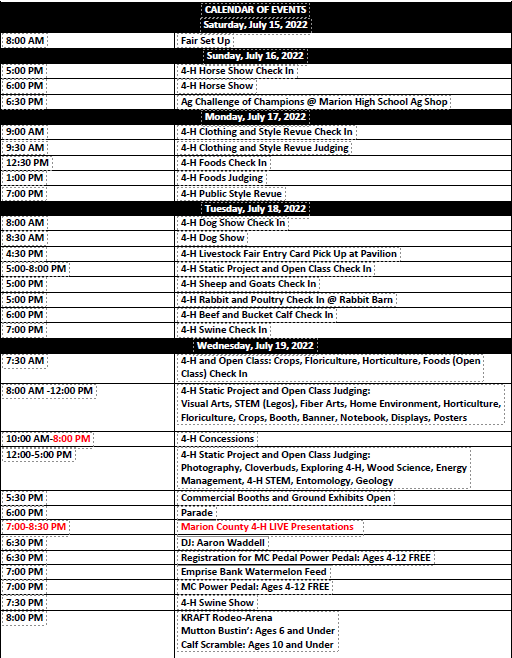 CALENDAR OF EVENTS
Saturday, July 15, 2022
8:00 AM Fair Set Up
Sunday, July 16, 2022
5:00 PM 4-H Horse Show Check In
6:00 PM 4-H Horse Show
6:30 PM Ag Challenge of Champions @ Marion High School Ag Shop
Monday, July 17, 2022
9:00 AM 4-H Clothing and Style Revue Check In
9:30 AM 4-H Clothing and Style Revue Judging
12:30 PM 4-H Foods Check In
1:00 PM 4-H Foods Judging
7:00 PM 4-H Public Style Revue
Tuesday, July 18, 2022
8:00 AM 4-H Dog Show Check In
8:30 AM 4-H Dog Show
4:30 PM 4-H Livestock Fair Entry Card Pick Up at Pavilion
5:00-8:00 PM 4-H Static Project and Open Class Check In
5:00 PM 4-H Sheep and Goats Check In
5:00 PM 4-H Rabbit and Poultry Check In @ Rabbit Barn
6:00 PM 4-H Beef and Bucket Calf Check In
7:00 PM 4-H Swine Check In
Wednesday, July 19, 2022
7:30 AM 4-H and Open Class: Crops, Floriculture, Horticulture, Foods (Open
Class) Check In
8:00 AM -12:00 PM 4-H Static Project and Open Class Judging:
Visual Arts, STEM (Legos), Fiber Arts, Home Environment, Horticulture,
Floriculture, Crops, Booth, Banner, Notebook, Displays, Posters
10:00 AM-8:00 PM 4-H Concessions
12:00-5:00 PM 4-H Static Project and Open Class Judging:
Photography, Cloverbuds, Exploring 4-H, Wood Science, Energy
Management, 4-H STEM, Entomology, Geology
5:30 PM Commercial Booths and Ground Exhibits Open
6:00 PM Parade
7:00-8:30 PM Marion County 4-H LIVE Presentations
6:30 PM DJ: Aaron Waddell
6:30 PM Registration for MC Pedal Power Pedal: Ages 4-12 FREE
7:00 PM Emprise Bank Watermelon Feed
7:00 PM MC Power Pedal: Ages 4-12 FREE
7:30 PM 4-H Swine Show
8:00 PM KRAFT Rodeo-Arena
Mutton Bustin’: Ages 6 and Under
Calf Scramble: Ages 10 and Under